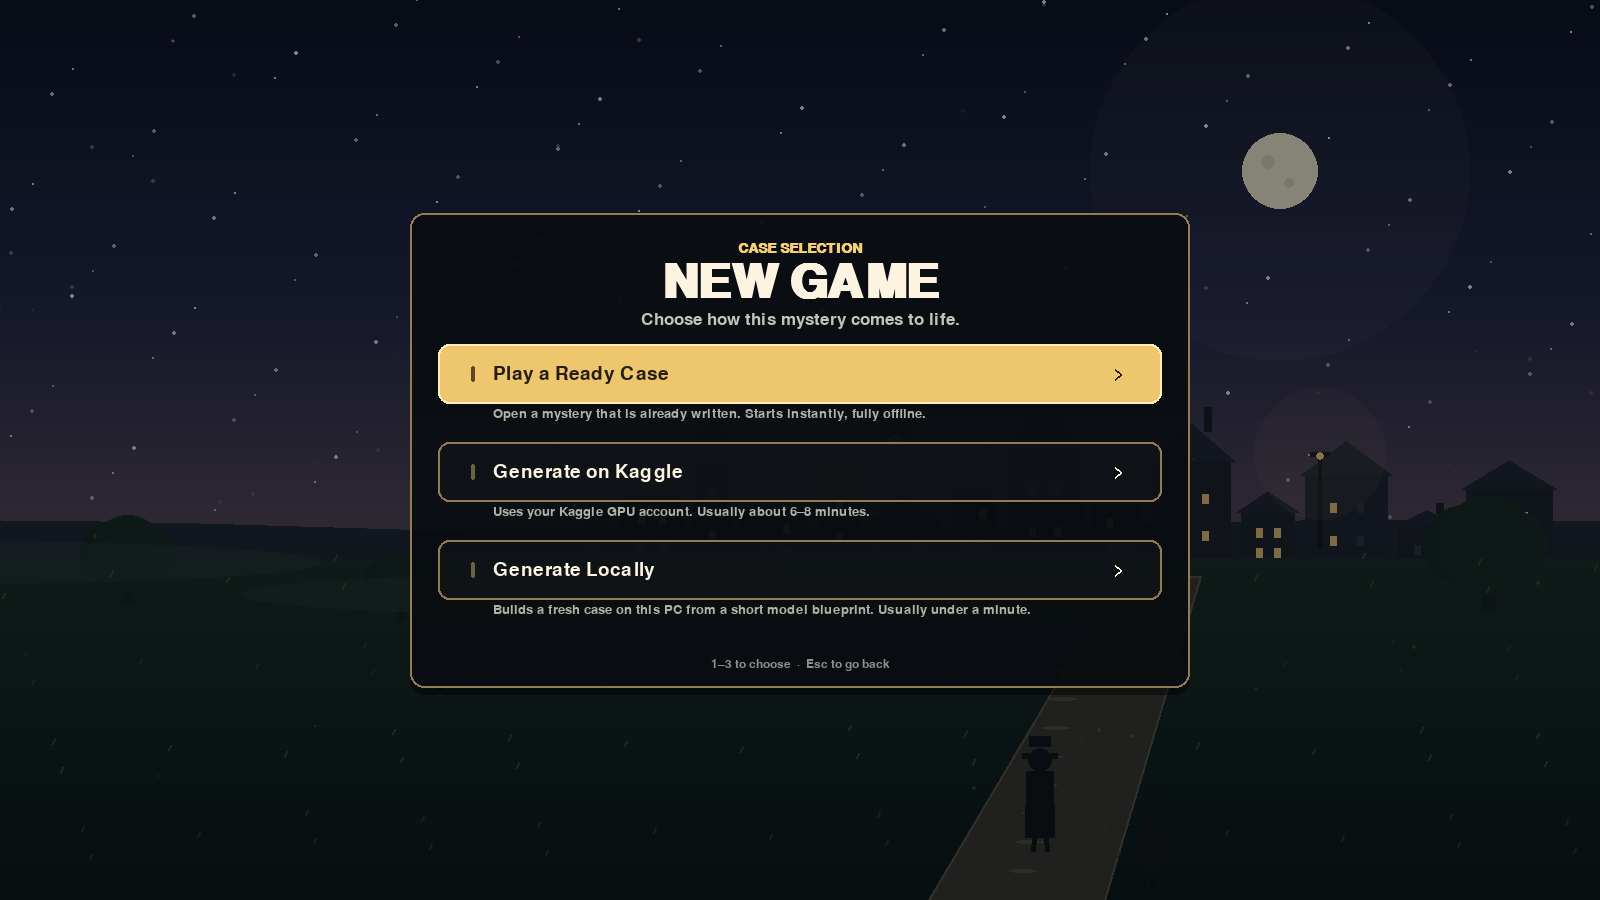 CASE SELECTION
NEW GAME
Choose how this mystery comes to life.
Play a Ready Case >
Open a mystery that is already written. Starts instantly, fully offline.
Generate on Kaggle >
Uses your Kaggle GPU account. Usually about 6–8 minutes.
Generate Locally >
Builds a fresh case on this PC from a short model blueprint. Usually under a minute.
1–3 to choose · Esc to go back